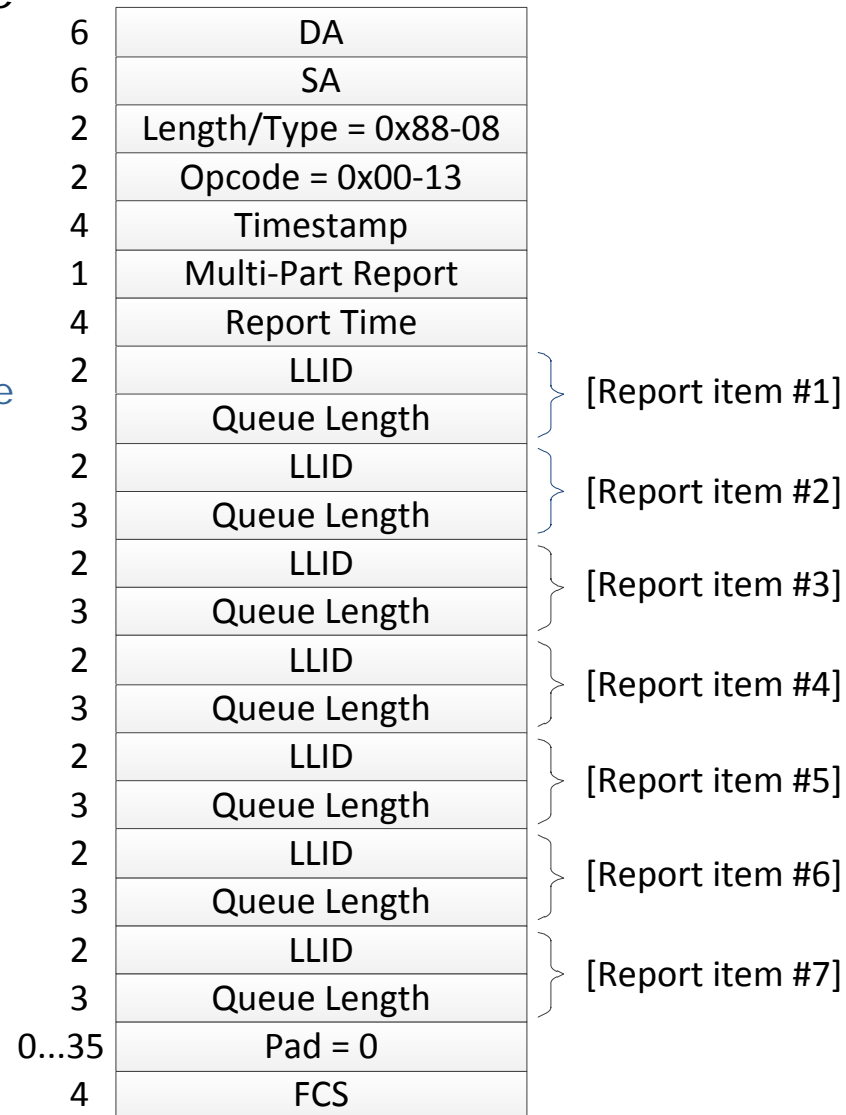 6 DA
6 SA
2 Length/Type = 0x88-08
2 Opcode = 0x00-13
4 Timestamp
1 Multi-Part Report
4 Report Time
2 LLID
e
[Report item #1]
3 Queue Length
2 LLID
[Report item #2]
3 Queue Length
2 LLID
[Report item #3]
3 Queue Length
2 LLID
[Report item #4]
3 Queue Length
2 LLID
[Report item #5]
3 Queue Length
2 LLID
[Report item #6]
3 Queue Length
2 LLID
[Report item #7]
3 Queue Length
0...35 Pad = 0
4 FCS